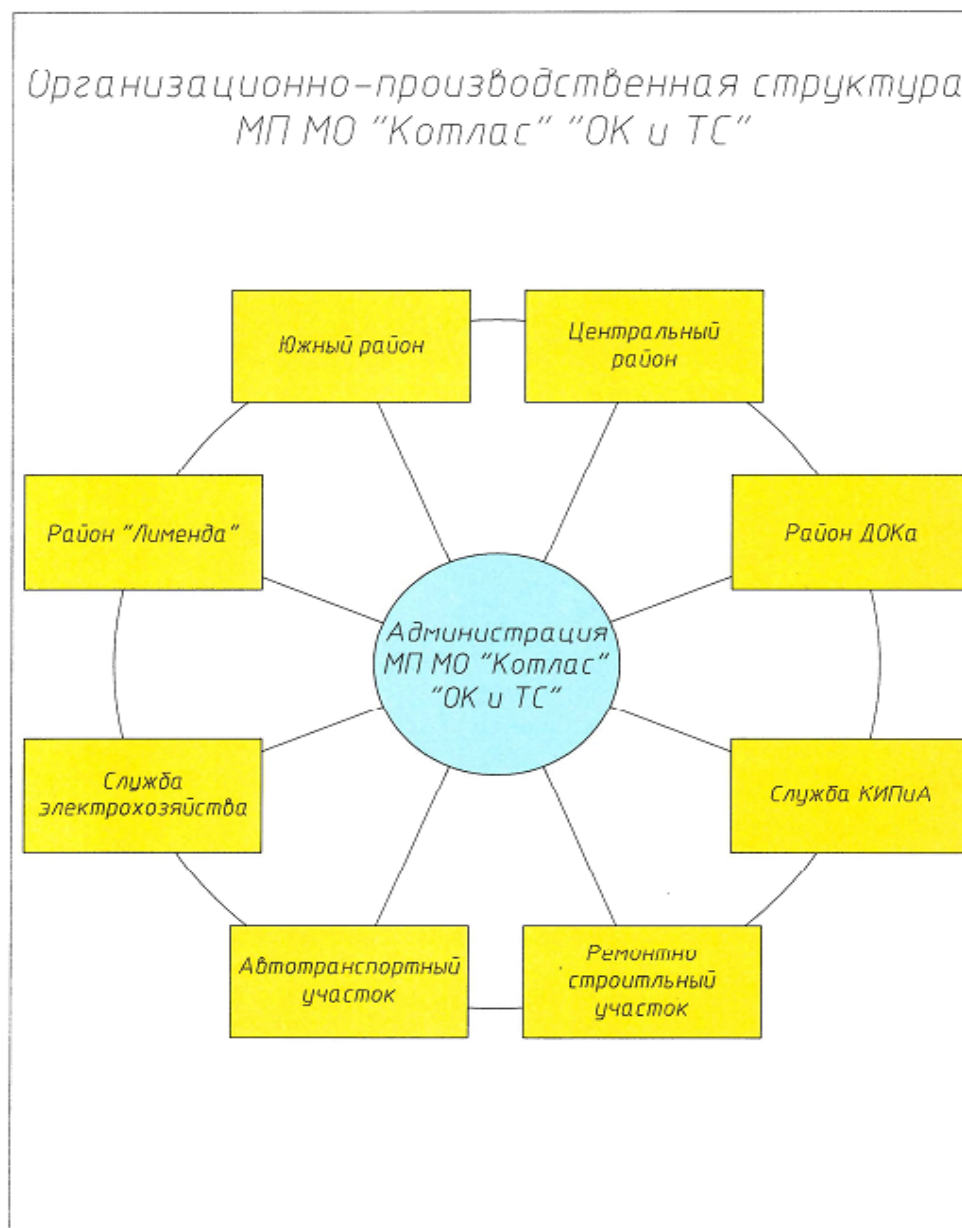 Организационно-производственная структура
МП МО "Котлас" "ОК и ТС"
Южный район
Центральный
район
Район "Лименда"
Район ДОКа
Администрация
МП МО "Котлас"
"ОК и ТС"
Служба
электрохозяйства
Служба КИПиА
Автотранспортный
участок
Ремонтно
строитльный
участок